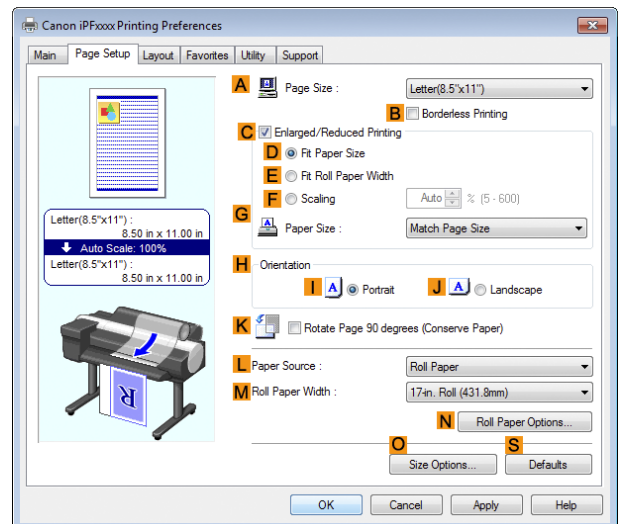 Canon iPFxxxx Printing Preferences
Main Page Setup Layout Favorites Utility Support
A Page Size : Letter(8.5"x11")
B Borderless Printing
C Enlarged/Reduced Printing
D Fit Paper Size
E Fit Roll Paper Width
F Scaling Auto % (5 - 600)
G Paper Size : Match Page Size
Letter(8.5"x11") :
8.50 in x 11.00 in
Auto Scale: 100%
Letter(8.5"x11") :
8.50 in x 11.00 in
H Orientation
I A Portrait J A Landscape
K Rotate Page 90 degrees (Conserve Paper)
L Paper Source : Roll Paper
M Roll Paper Width : 17-in. Roll (431.8mm)
R
N Roll Paper Options...
O S
Size Options... Defaults
OK Cancel Apply Help